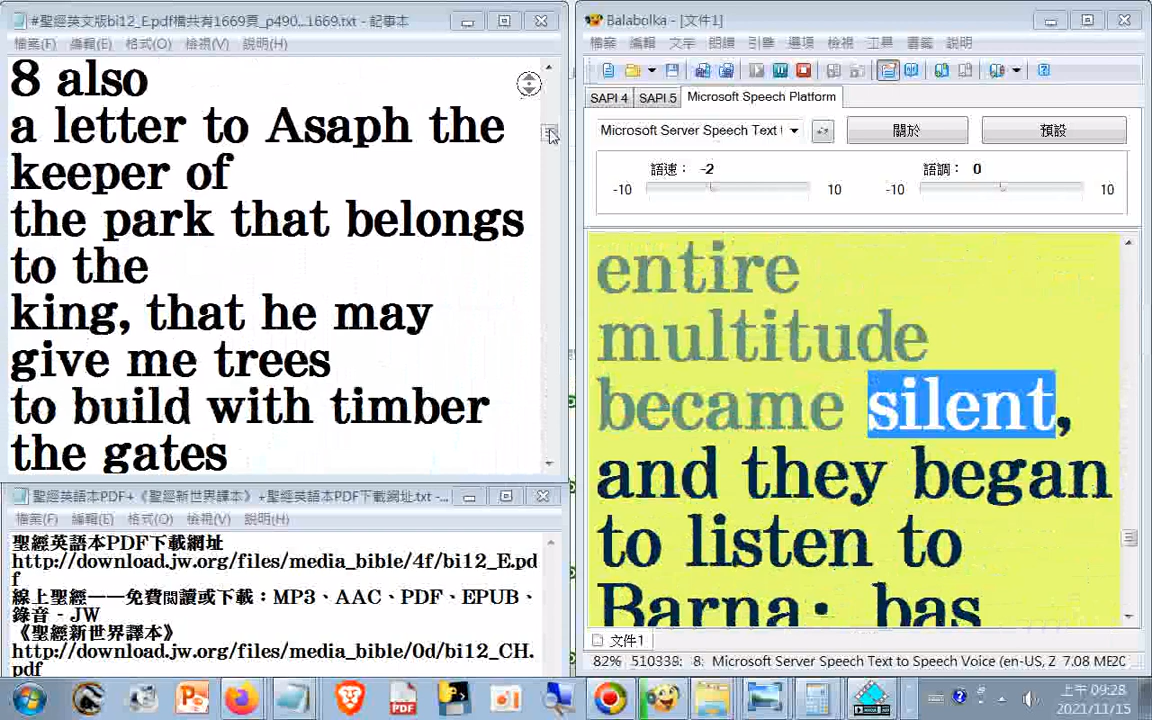 #聖經英文版bi12_E.pdf檔共有1669頁_p490...1669.txt - 記事本
檔案(F) 編輯(E) 格式(O) 檢視(V) 說明(H)
8 also
a letter to Asaph the
keeper of
the park that belongs
to the
king, that he may
give me trees
to build with timber
the gates
聖經英語本PDF+《聖經新世界譯本》+聖經英語本PDF下載網址.txt - ...
檔案(F) 編輯(E) 格式(O) 檢視(V) 說明(H)
聖經英語本PDF下載網址
http://download.jw.org/files/media_bible/4f/bi12_E.pd
f
線上聖經——免費閱讀或下載：MP3、AAC、PDF、EPUB、
錄音 - JW
《聖經新世界譯本》
http://download.jw.org/files/media_bible/0d/bi12_CH.
pdf
Balabolka - [文件1]
檔案 編輯 文字 朗讀 引擎 選項 檢視 工具 書籤 說明
SAPI 4 SAPI 5 Microsoft Speech Platform
Microsoft Server Speech Text 關於 預設
語速： -2 語調： 0
-10 10 -10 10
entire
multitude
became silent,
and they began
to listen to
Barna· bas
文件1
82% 510339: 8; Microsoft Server Speech Text to Speech Voice (en-US, Z 7.08 ME20
上午 09:28
2021/11/15